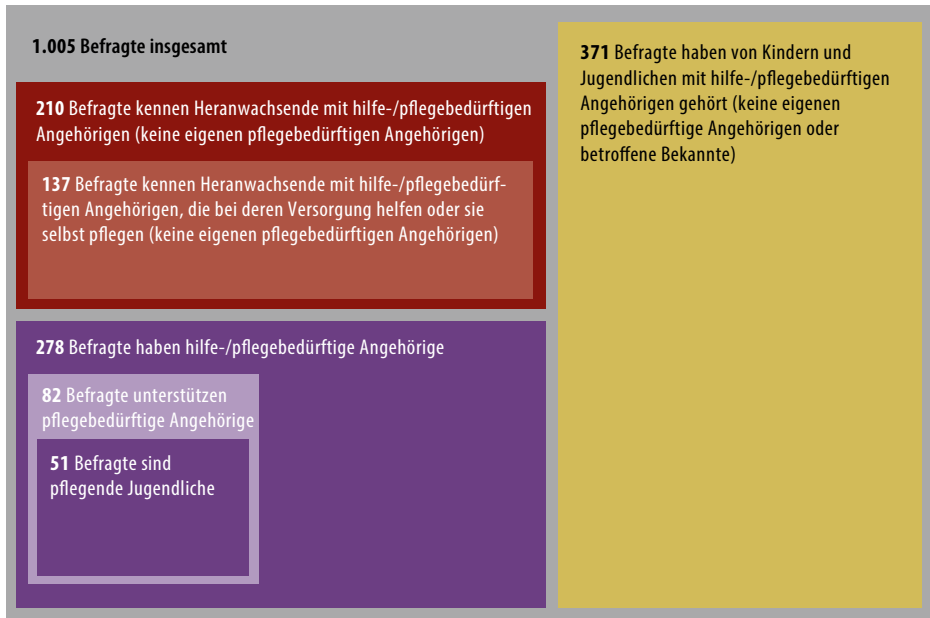 1.005 Befragte insgesamt
210 Befragte kennen Heranwachsende mit hilfe-/pflegebedürftigen
Angehörigen (keine eigenen pflegebedürftigen Angehörigen)
137 Befragte kennen Heranwachsende mit hilfe-/pflegebedürf-
tigen Angehörigen, die bei deren Versorgung helfen oder sie
selbst pflegen (keine eigenen pflegebedürftigen Angehörigen)
278 Befragte haben hilfe-/pflegebedürftige Angehörige
82 Befragte unterstützen
pflegebedürftige Angehörige
51 Befragte sind
pflegende Jugendliche
371 Befragte haben von Kindern und
Jugendlichen mit hilfe-/pflegebedürftigen
Angehörigen gehört (keine eigenen
pflegebedürftige Angehörigen oder
betroffene Bekannte)